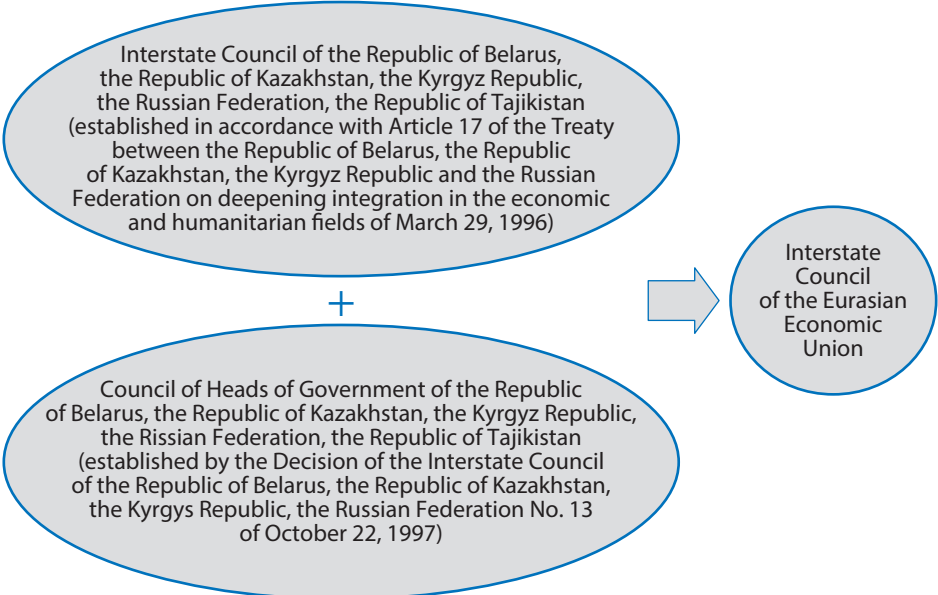 Interstate Council of the Republic of Belarus,
the Republic of Kazakhstan, the Kyrgyz Republic,
the Russian Federation, the Republic of Tajikistan
(established in accordance with Article 17 of the Treaty
between the Republic of Belarus, the Republic
of Kazakhstan, the Kyrgyz Republic and the Russian
Federation on deepening integration in the economic
and humanitarian fields of March 29, 1996)
+
Council of Heads of Government of the Republic
of Belarus, the Republic of Kazakhstan, the Kyrgyz Republic,
the Rissian Federation, the Republic of Tajikistan
(established by the Decision of the Interstate Council
of the Republic of Belarus, the Republic of Kazakhstan,
the Kyrgys Republic, the Russian Federation No. 13
of October 22, 1997)
Interstate
Council
of the Eurasian
Economic
Union